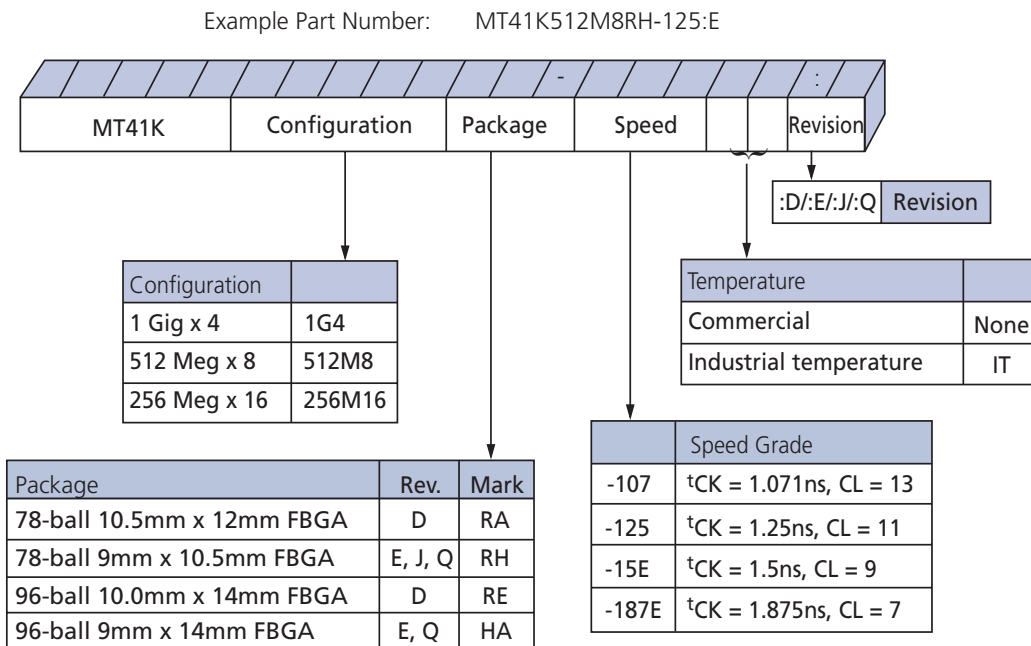 Example Part Number: MT41K512M8RH-125:E
- :
MT41K Configuration Package Speed Revision
:D/:E/:J/:Q Revision
Configuration
1 Gig x 4 1G4
512 Meg x 8 512M8
256 Meg x 16 256M16
Temperature
Commercial None
Industrial temperature IT
Package Rev. Mark
78-ball 10.5mm x 12mm FBGA D RA
78-ball 9mm x 10.5mm FBGA E, J, Q RH
96-ball 10.0mm x 14mm FBGA D RE
96-ball 9mm x 14mm FBGA E, Q HA
Speed Grade
-107 tCK = 1.071ns, CL = 13
-125 tCK = 1.25ns, CL = 11
-15E tCK = 1.5ns, CL = 9
-187E tCK = 1.875ns, CL = 7